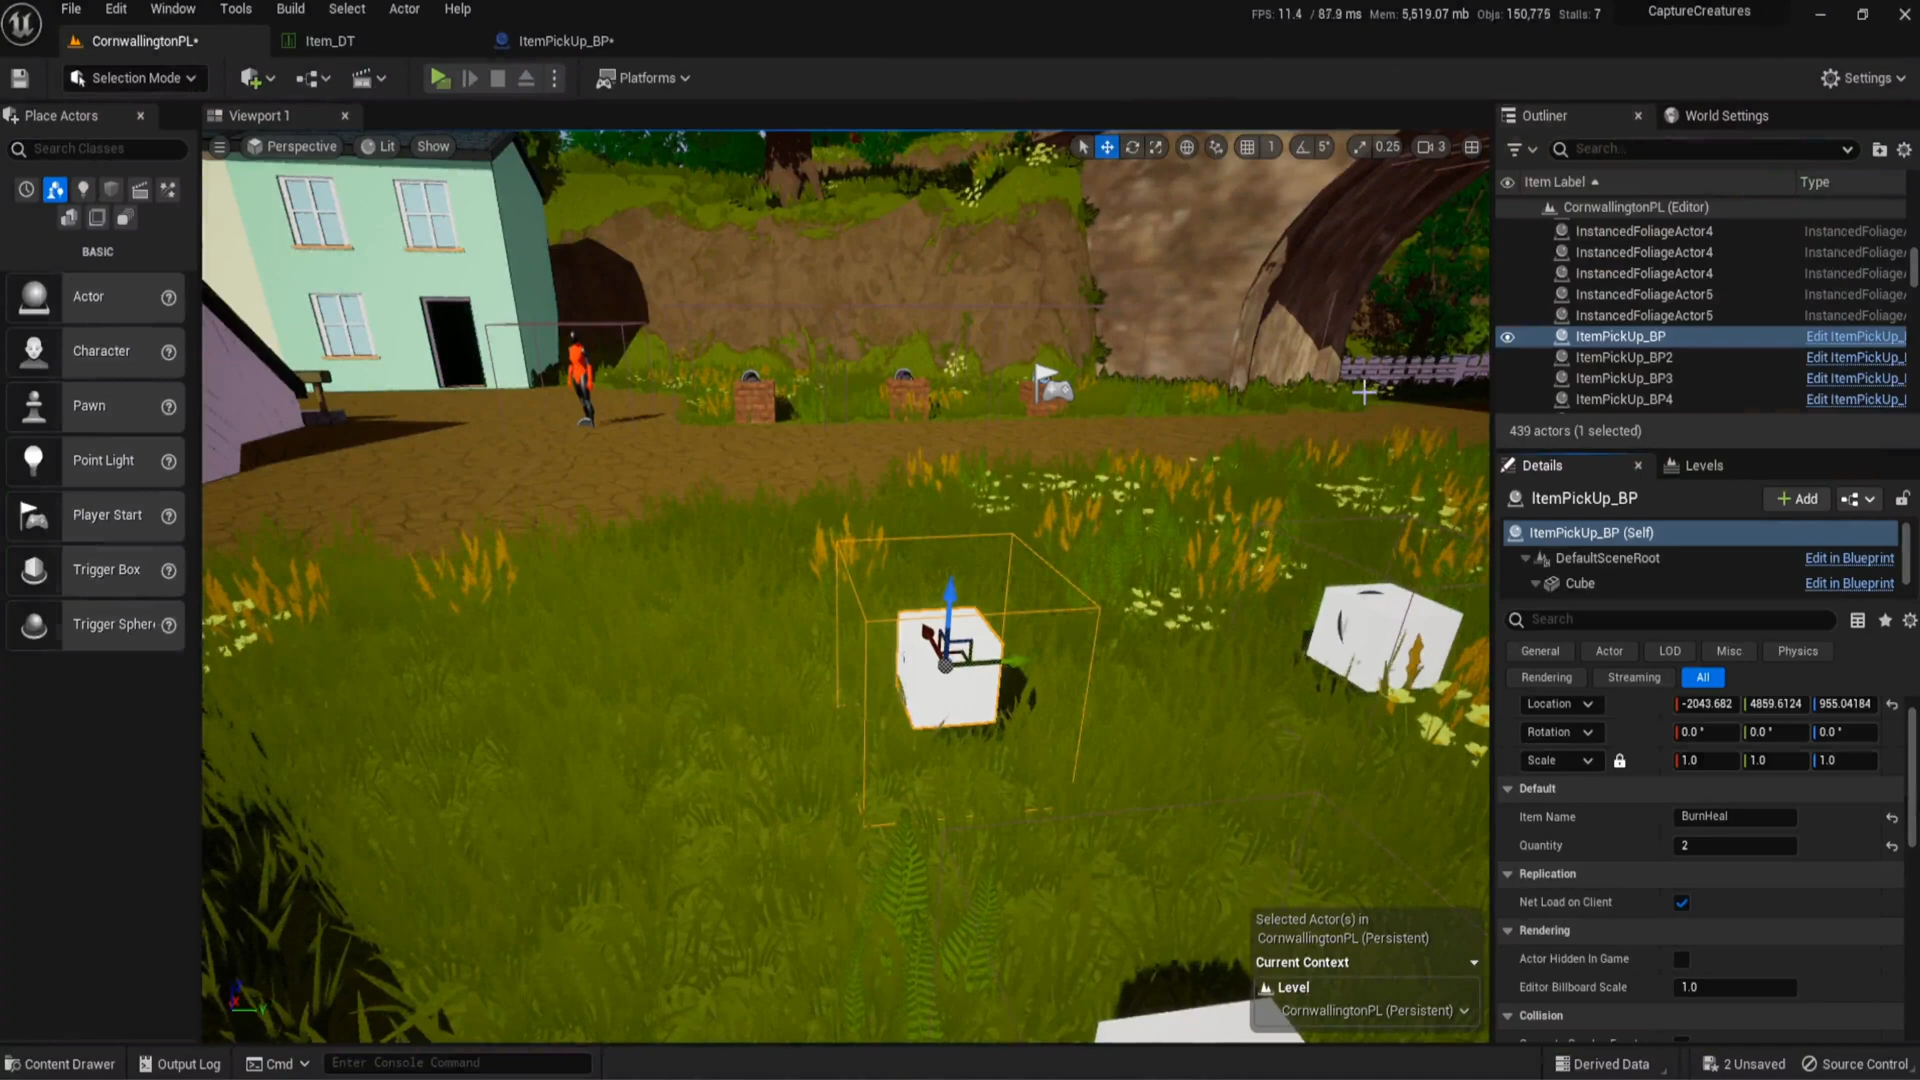 File Edit Window Tools Build Select Actor Help
FPS: 11.4 / 87.9 ms Mem: 5,519.07 mb Objs: 150,775 Stalls: 7
CaptureCreatures
CornwallingtonPL*
Item_DT
ItemPickUp_BP*
Selection Mode
Platforms
Settings
Place Actors
Search Classes
BASIC
Actor
Character
Pawn
Point Light
Player Start
Trigger Box
Trigger Spher
Viewport 1
Perspective
Lit
Show
1
5°
0.25
3
Outliner
World Settings
Search...
Item Label
Type
CornwallingtonPL (Editor)
InstancedFoliageActor4 InstancedFoliage
InstancedFoliageActor4 InstancedFoliage
InstancedFoliageActor4 InstancedFoliage
InstancedFoliageActor5 InstancedFoliage
InstancedFoliageActor5 InstancedFoliage
ItemPickUp_BP Edit ItemPickUp_
ItemPickUp_BP2 Edit ItemPickUp_
ItemPickUp_BP3 Edit ItemPickUp_
ItemPickUp_BP4 Edit ItemPickUp_
439 actors (1 selected)
Details
Levels
ItemPickUp_BP
+ Add
ItemPickUp_BP (Self)
DefaultSceneRoot Edit in Blueprint
Cube Edit in Blueprint
Search
General Actor LOD Misc Physics
Rendering Streaming All
Location -2043.682 4859.6124 955.04184
Rotation 0.0° 0.0° 0.0°
Scale 1.0 1.0 1.0
Default
Item Name BurnHeal
Quantity 2
Replication
Net Load on Client
Rendering
Actor Hidden In Game
Editor Billboard Scale 1.0
Collision
Selected Actor(s) in
CornwallingtonPL (Persistent)
Current Context
Level
CornwallingtonPL (Persistent)
Content Drawer
Output Log
Cmd
Enter Console Command
Derived Data
2 Unsaved
Source Control